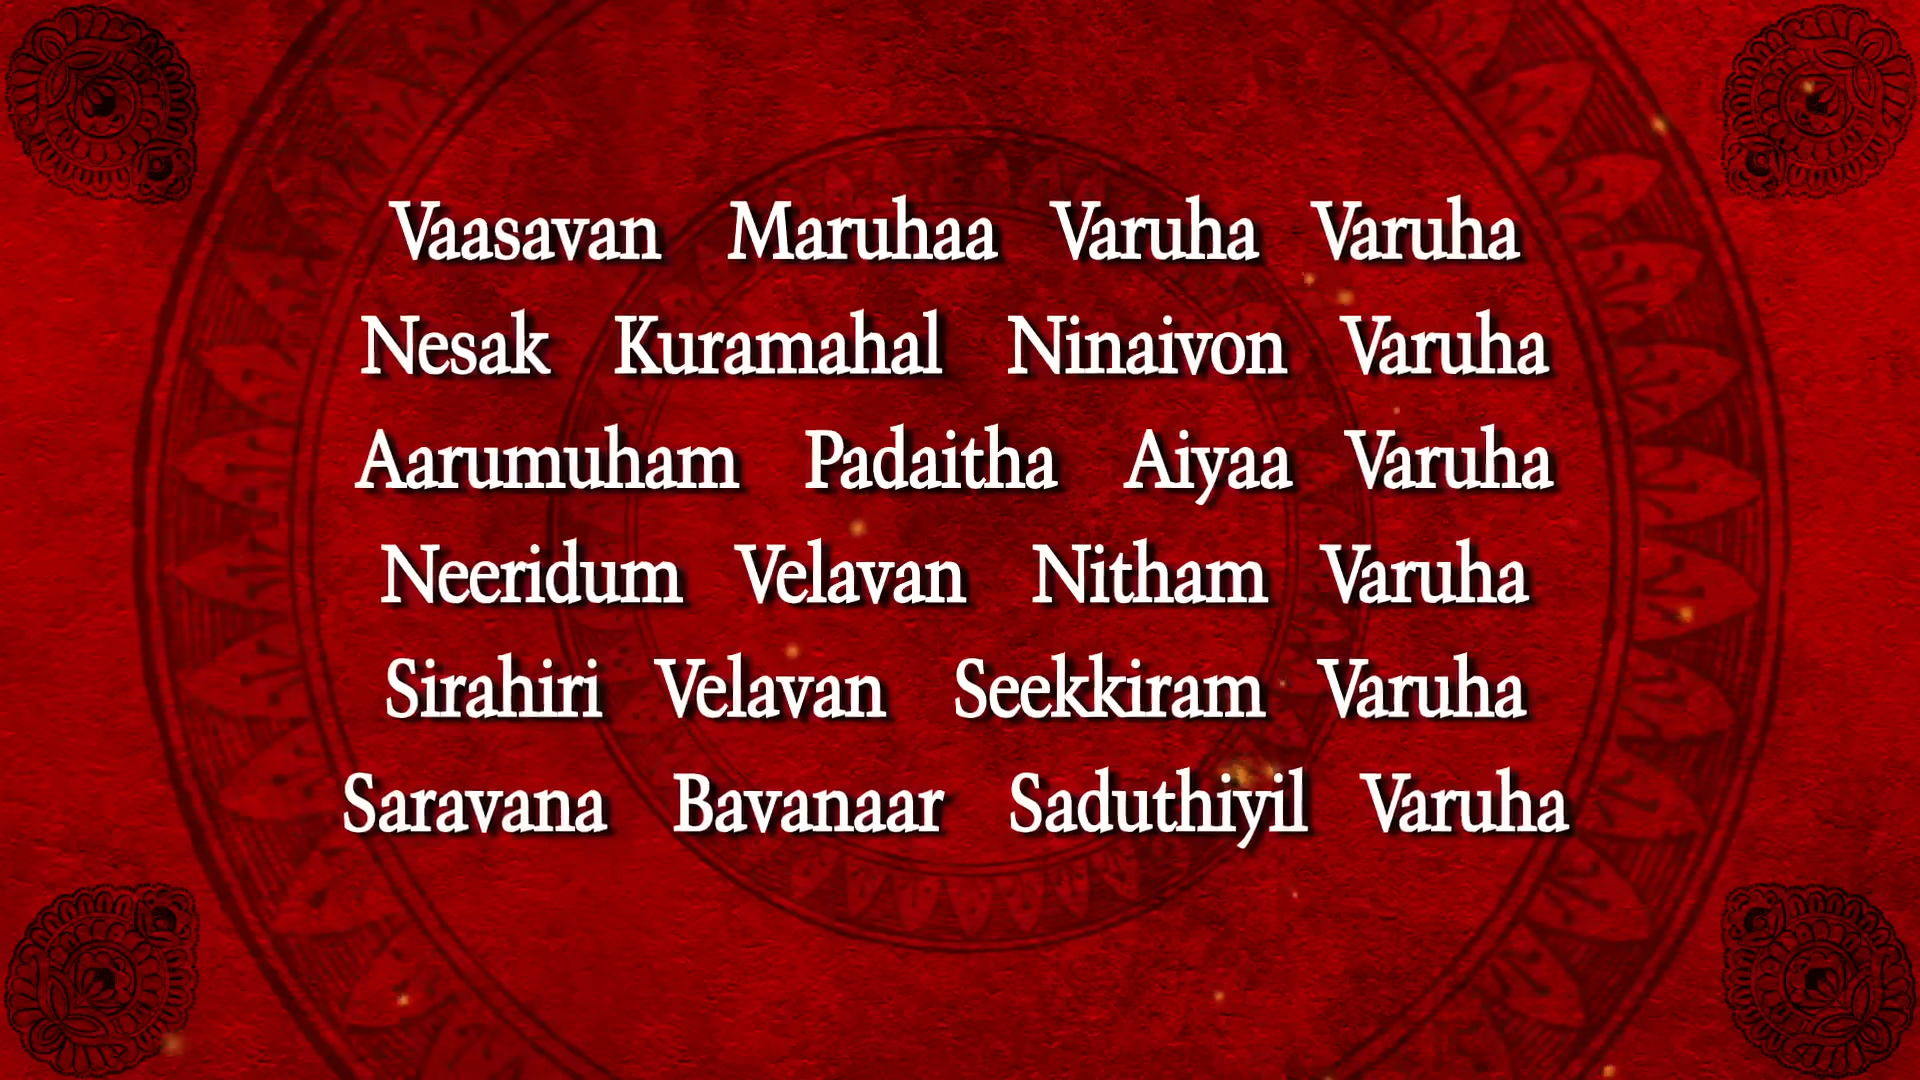 Vaasavan Maruhaa Varuha Varuha
Nesak Kuramahal Ninaivon Varuha
Aarumuham Padaitha Aiyaa Varuha
Neeridum Velavan Nitham Varuha
Sirahiri Velavan Seekkiram Varuha
Saravana Bavanaar Saduthiyil Varuha